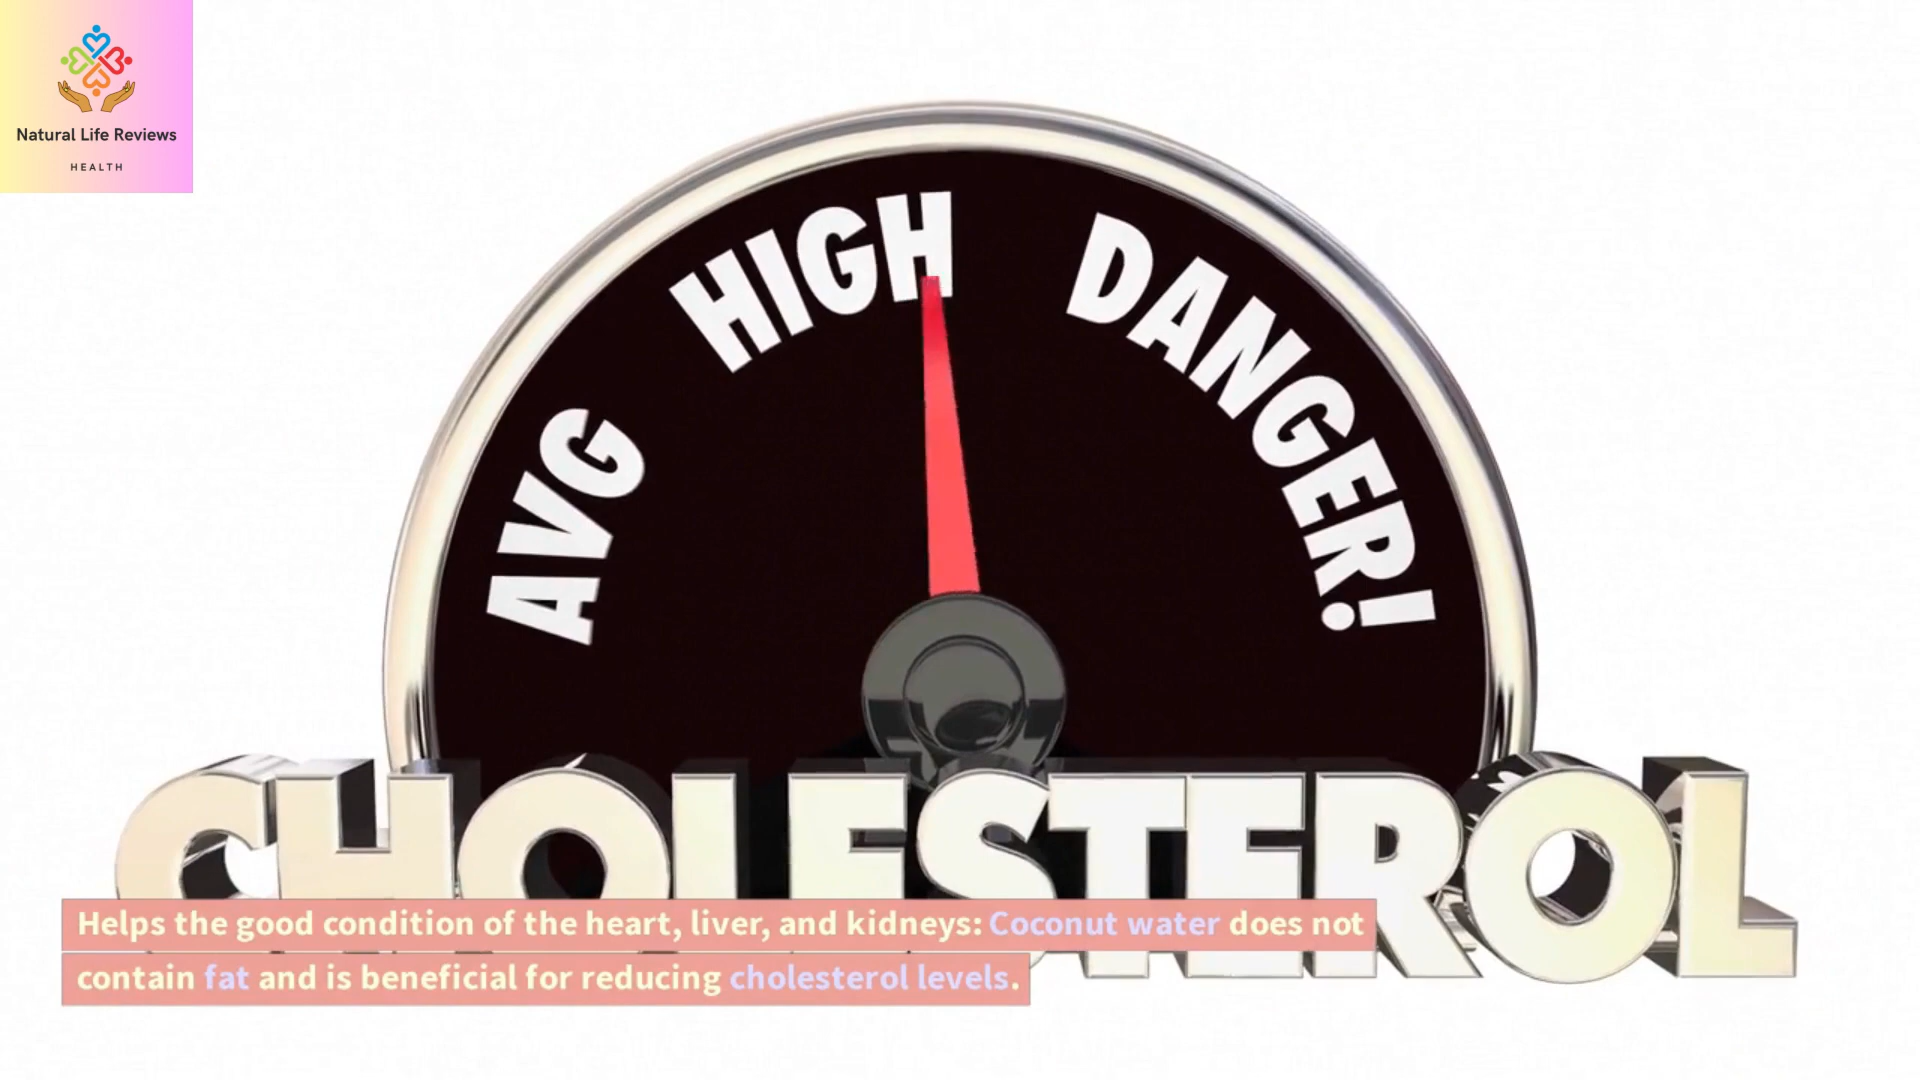 Natural Life Reviews
HEALTH
AVG
HIGH
DANGER!
CHOLESTEROL
Helps the good condition of the heart, liver, and kidneys: Coconut water does not
contain fat and is beneficial for reducing cholesterol levels.